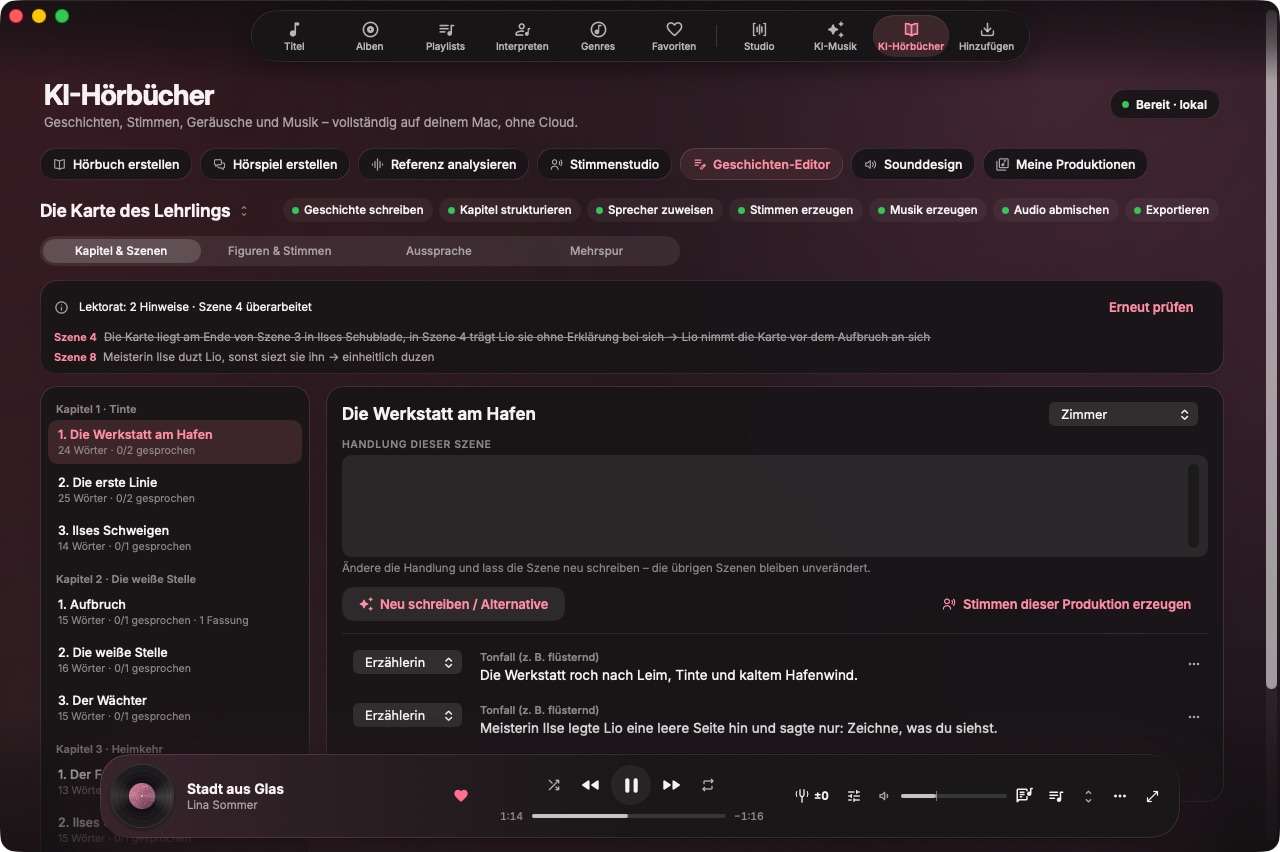 Titel
Alben
Playlists
Interpreten
Genres
Favoriten
Studio
KI-Musik
KI-Hörbücher
Hinzufügen
KI-Hörbücher
Geschichten, Stimmen, Geräusche und Musik – vollständig auf deinem Mac, ohne Cloud.
Bereit · lokal
Hörbuch erstellen
Hörspiel erstellen
Referenz analysieren
Stimmenstudio
Geschichten-Editor
Sounddesign
Meine Produktionen
Die Karte des Lehrlings
Geschichte schreiben
Kapitel strukturieren
Sprecher zuweisen
Stimmen erzeugen
Musik erzeugen
Audio abmischen
Exportieren
Kapitel & Szenen
Figuren & Stimmen
Aussprache
Mehrspur
Lektorat: 2 Hinweise · Szene 4 überarbeitet
Erneut prüfen
Szene 4 Die Karte liegt am Ende von Szene 3 in Ilses Schublade, in Szene 4 trägt Lio sie ohne Erklärung bei sich → Lio nimmt die Karte vor dem Aufbruch an sich
Szene 8 Meisterin Ilse duzt Lio, sonst siezt sie ihn → einheitlich duzen
Kapitel 1 · Tinte
1. Die Werkstatt am Hafen
24 Wörter · 0/2 gesprochen
2. Die erste Linie
25 Wörter · 0/2 gesprochen
3. Ilses Schweigen
14 Wörter · 0/1 gesprochen
Kapitel 2 · Die weiße Stelle
1. Aufbruch
15 Wörter · 0/1 gesprochen · 1 Fassung
2. Die weiße Stelle
16 Wörter · 0/1 gesprochen
3. Der Wächter
15 Wörter · 0/1 gesprochen
Kapitel 3 · Heimkehr
1. Der F
13 Wörte
2. Ilses
15 Wörter · 0/1 gesprochen
Die Werkstatt am Hafen
Zimmer
HANDLUNG DIESER SZENE
Ändere die Handlung und lass die Szene neu schreiben – die übrigen Szenen bleiben unverändert.
Neu schreiben / Alternative
Stimmen dieser Produktion erzeugen
Erzählerin
Tonfall (z. B. flüsternd)
Die Werkstatt roch nach Leim, Tinte und kaltem Hafenwind.
Erzählerin
Tonfall (z. B. flüsternd)
Meisterin Ilse legte Lio eine leere Seite hin und sagte nur: Zeichne, was du siehst.
Stadt aus Glas
Lina Sommer
1:14
−1:16
±0